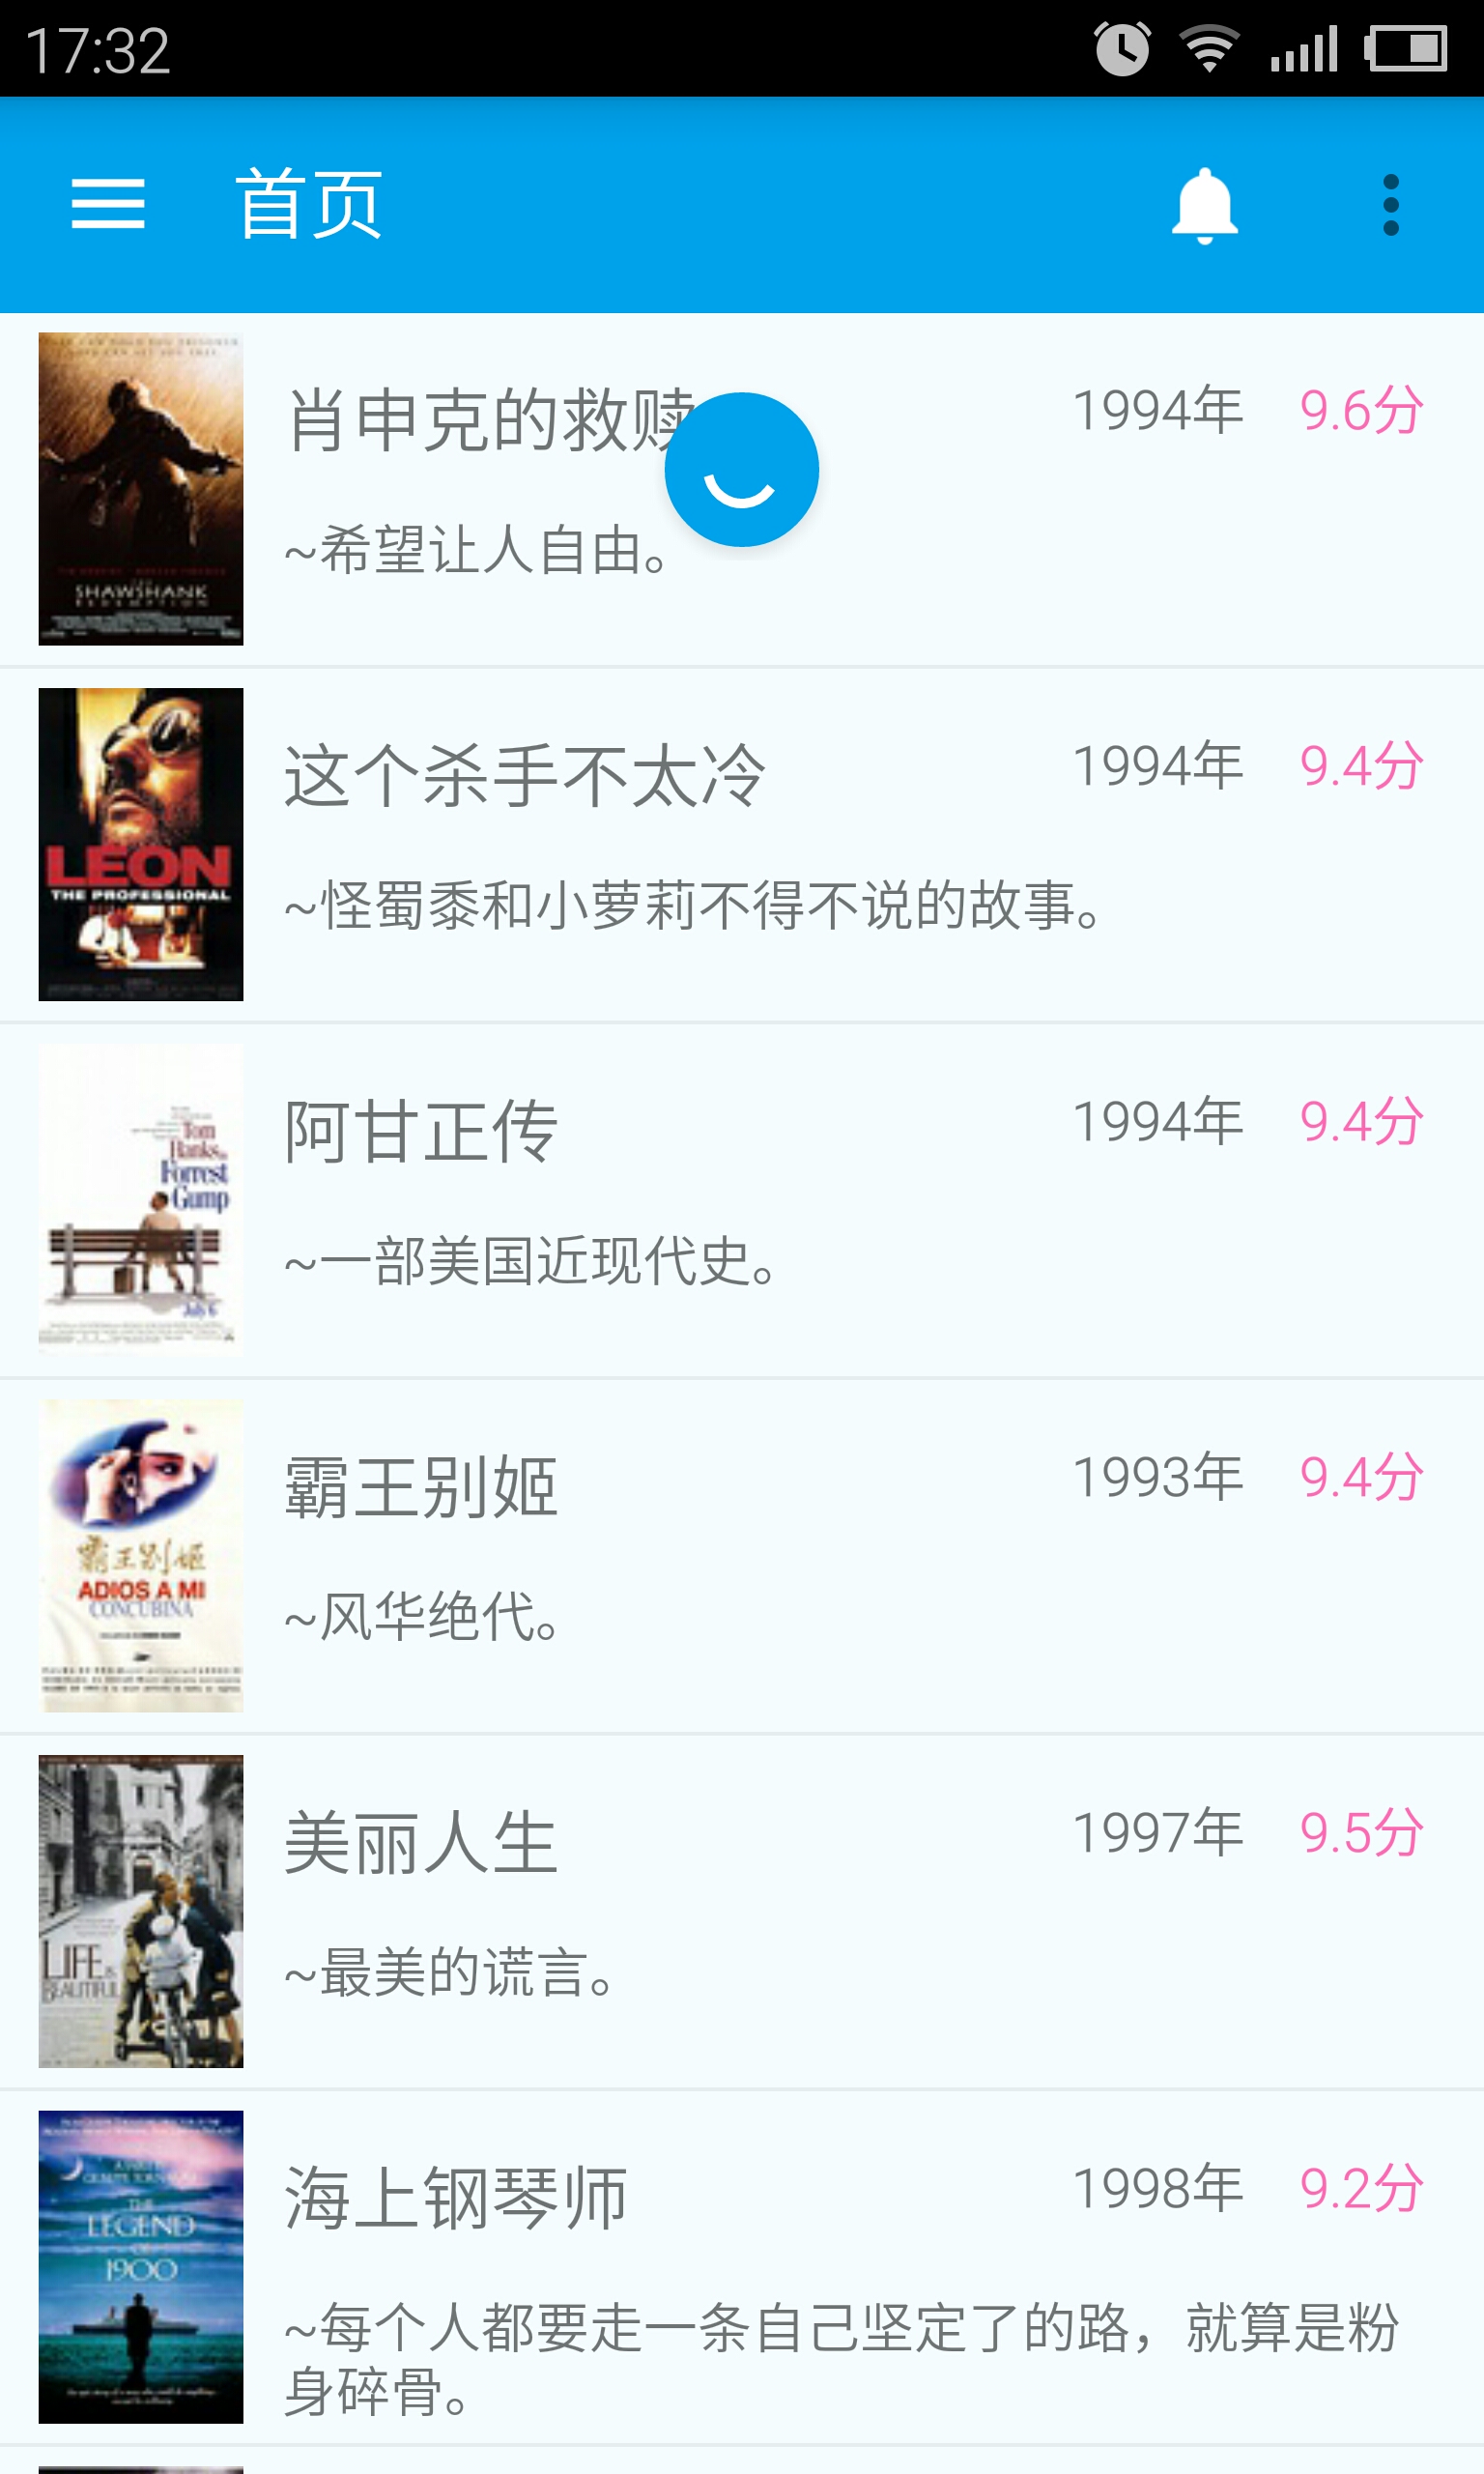 17:32
首页
肖申克的救赎
1994年 9.6分
~希望让人自由。
SHAWSHANK
REDEMPTION
这个杀手不太冷
1994年 9.4分
LEON
THE PROFESSIONAL
~怪蜀黍和小萝莉不得不说的故事。
阿甘正传
1994年 9.4分
Tom
Hanks
Forrest
Gump
July 6
~一部美国近现代史。
霸王别姬
1993年 9.4分
霸王别姬
ADIOS A MI
CONCUBINA
~风华绝代。
美丽人生
1997年 9.5分
LIFE IS
BEAUTIFUL
~最美的谎言。
海上钢琴师
1998年 9.2分
THE
LEGEND
OF
1900
~每个人都要走一条自己坚定了的路，就算是粉
身碎骨。